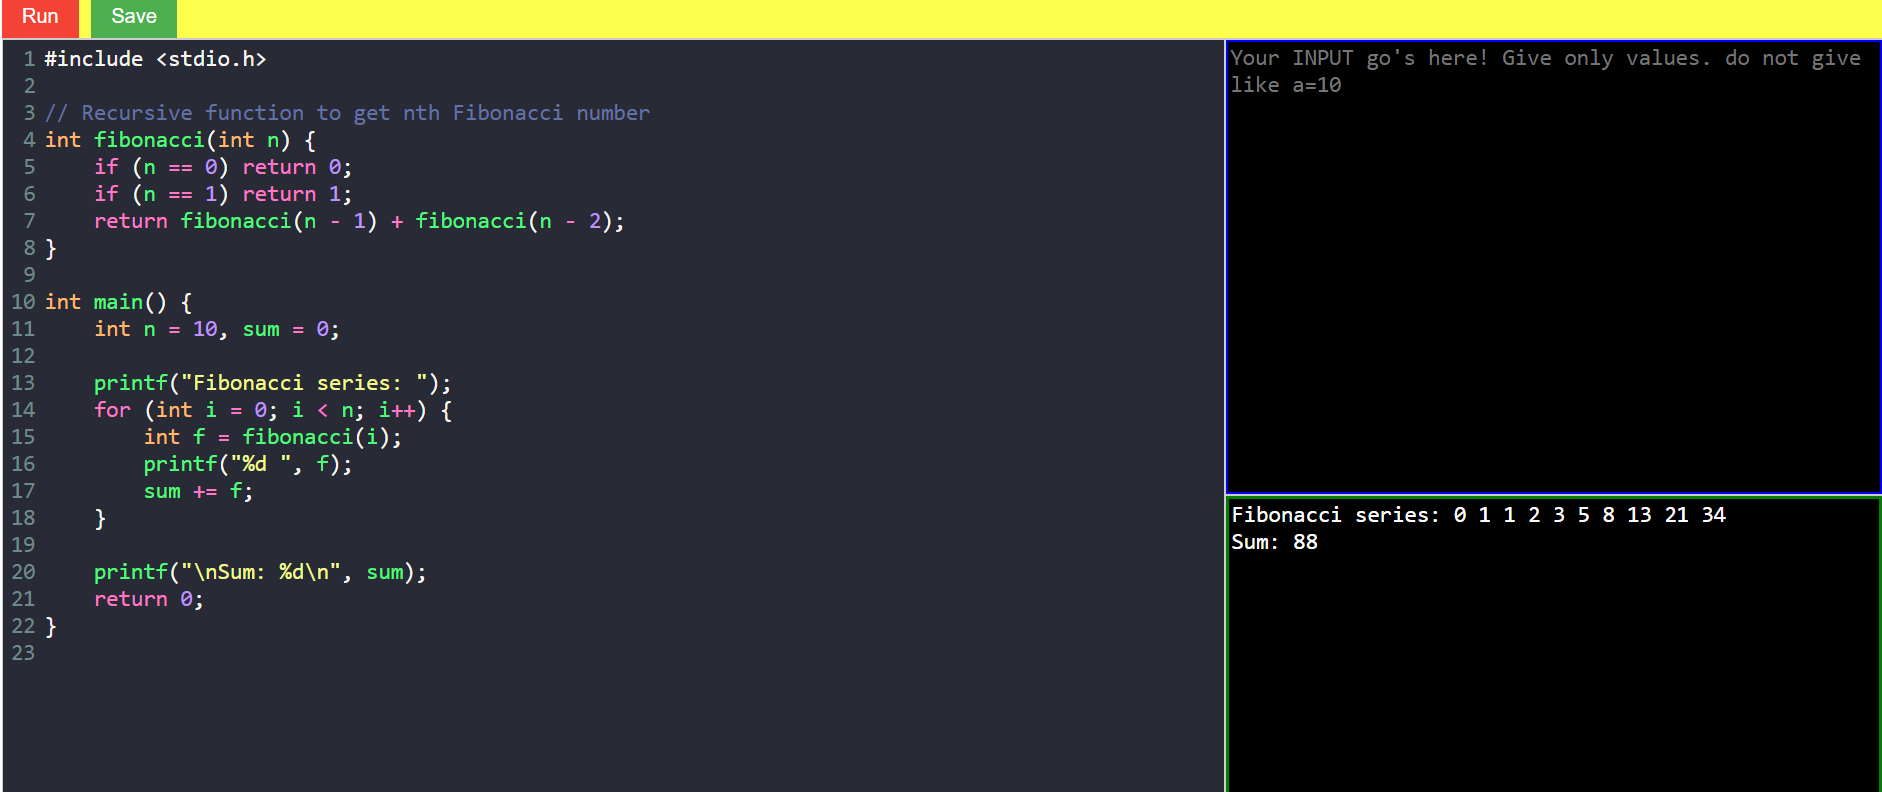 Run Save
1 #include <stdio.h>
2
3 // Recursive function to get nth Fibonacci number
4 int fibonacci(int n) {
5     if (n == 0) return 0;
6     if (n == 1) return 1;
7     return fibonacci(n - 1) + fibonacci(n - 2);
8 }
9
10 int main() {
11     int n = 10, sum = 0;
12
13     printf("Fibonacci series: ");
14     for (int i = 0; i < n; i++) {
15         int f = fibonacci(i);
16         printf("%d ", f);
17         sum += f;
18     }
19
20     printf("\nSum: %d\n", sum);
21     return 0;
22 }
23
Your INPUT go's here! Give only values. do not give
like a=10
Fibonacci series: 0 1 1 2 3 5 8 13 21 34
Sum: 88